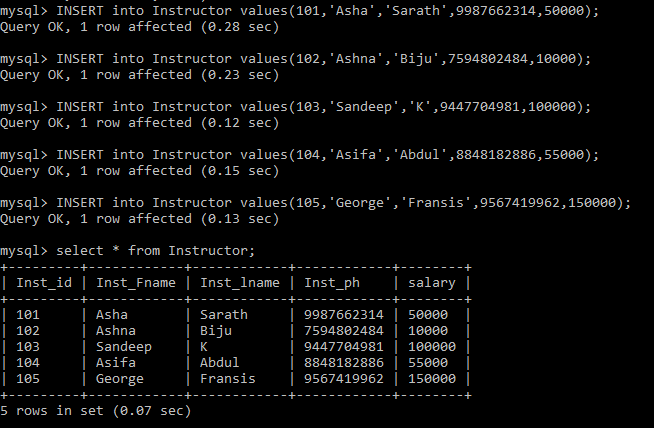 mysql> INSERT into Instructor values(101,'Asha','Sarath',9987662314,50000);
Query OK, 1 row affected (0.28 sec)
mysql> INSERT into Instructor values(102,'Ashna','Biju',7594802484,10000);
Query OK, 1 row affected (0.23 sec)
mysql> INSERT into Instructor values(103,'Sandeep','K',9447704981,100000);
Query OK, 1 row affected (0.12 sec)
mysql> INSERT into Instructor values(104,'Asifa','Abdul',8848182886,55000);
Query OK, 1 row affected (0.15 sec)
mysql> INSERT into Instructor values(105,'George','Fransis',9567419962,150000);
Query OK, 1 row affected (0.13 sec)
mysql> select * from Instructor;
+---------+------------+------------+------------+--------+
| Inst_id | Inst_Fname | Inst_lname | Inst_ph    | salary |
+---------+------------+------------+------------+--------+
| 101     | Asha       | Sarath     | 9987662314 | 50000  |
| 102     | Ashna      | Biju       | 7594802484 | 10000  |
| 103     | Sandeep    | K          | 9447704981 | 100000 |
| 104     | Asifa      | Abdul      | 8848182886 | 55000  |
| 105     | George     | Fransis    | 9567419962 | 150000 |
+---------+------------+------------+------------+--------+
5 rows in set (0.07 sec)